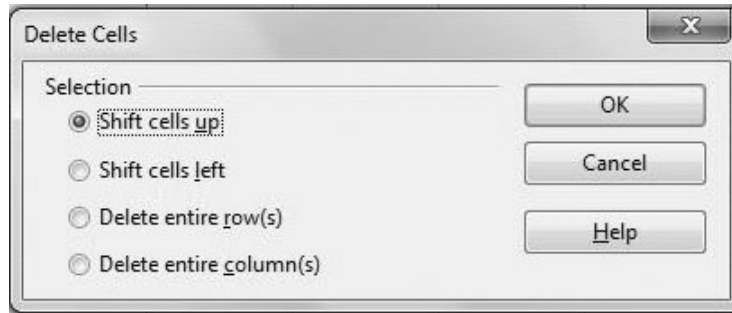 Delete Cells
Selection
Shift cells up
OK
Shift cells left
Cancel
Delete entire row(s)
Help
Delete entire column(s)